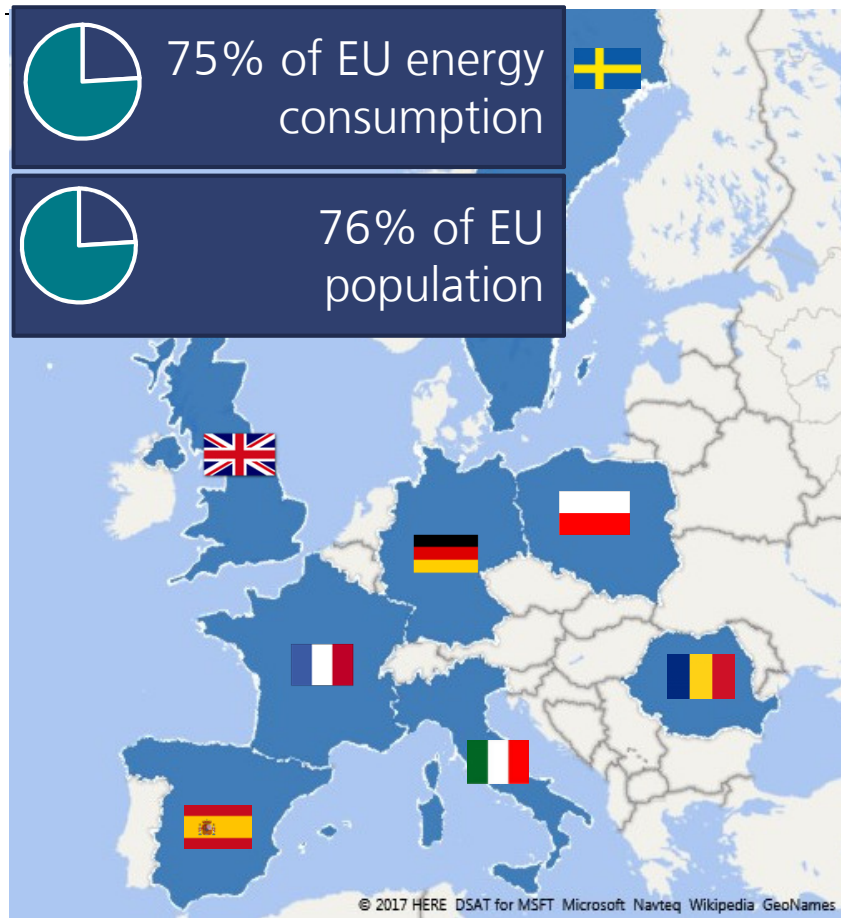 75% of EU energy
consumption
76% of EU
population
© 2017 HERE DSAT for MSFT Microsoft Navteq Wikipedia GeoNames